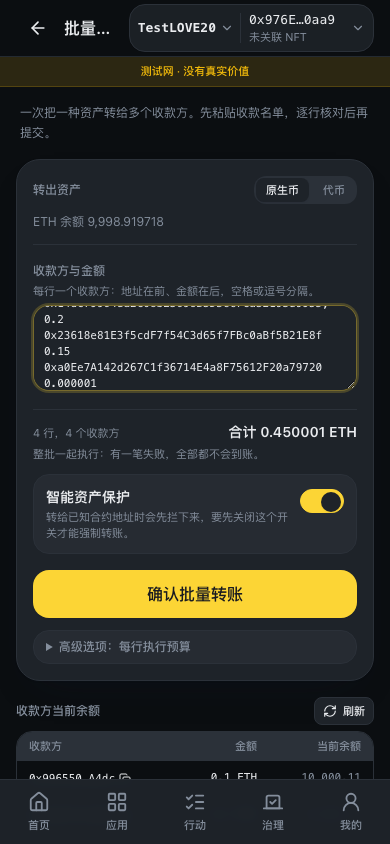 批量...
TestLOVE20
0x976E…0aa9
未关联 NFT
测试网 · 没有真实价值
一次把一种资产转给多个收款方。先粘贴收款名单，逐行核对后再
提交。
转出资产
原生币
代币
ETH 余额 9,998.919718
收款方与金额
每行一个收款方：地址在前、金额在后，空格或逗号分隔。
0.2
0x23618e81E3f5cdF7f54C3d65f7FBc0aBf5B21E8f
0.15
0xa0Ee7A142d267C1f36714E4a8F75612F20a79720
0.000001
4 行，4 个收款方
合计 0.450001 ETH
整批一起执行：有一笔失败，全部都不会到账。
智能资产保护
转给已知合约地址时会先拦下来，要先关闭这个开
关才能强制转账。
确认批量转账
高级选项：每行执行预算
收款方当前余额
刷新
收款方
金额
当前余额
0.1 ETH
10,000.11
首页
应用
行动
治理
我的